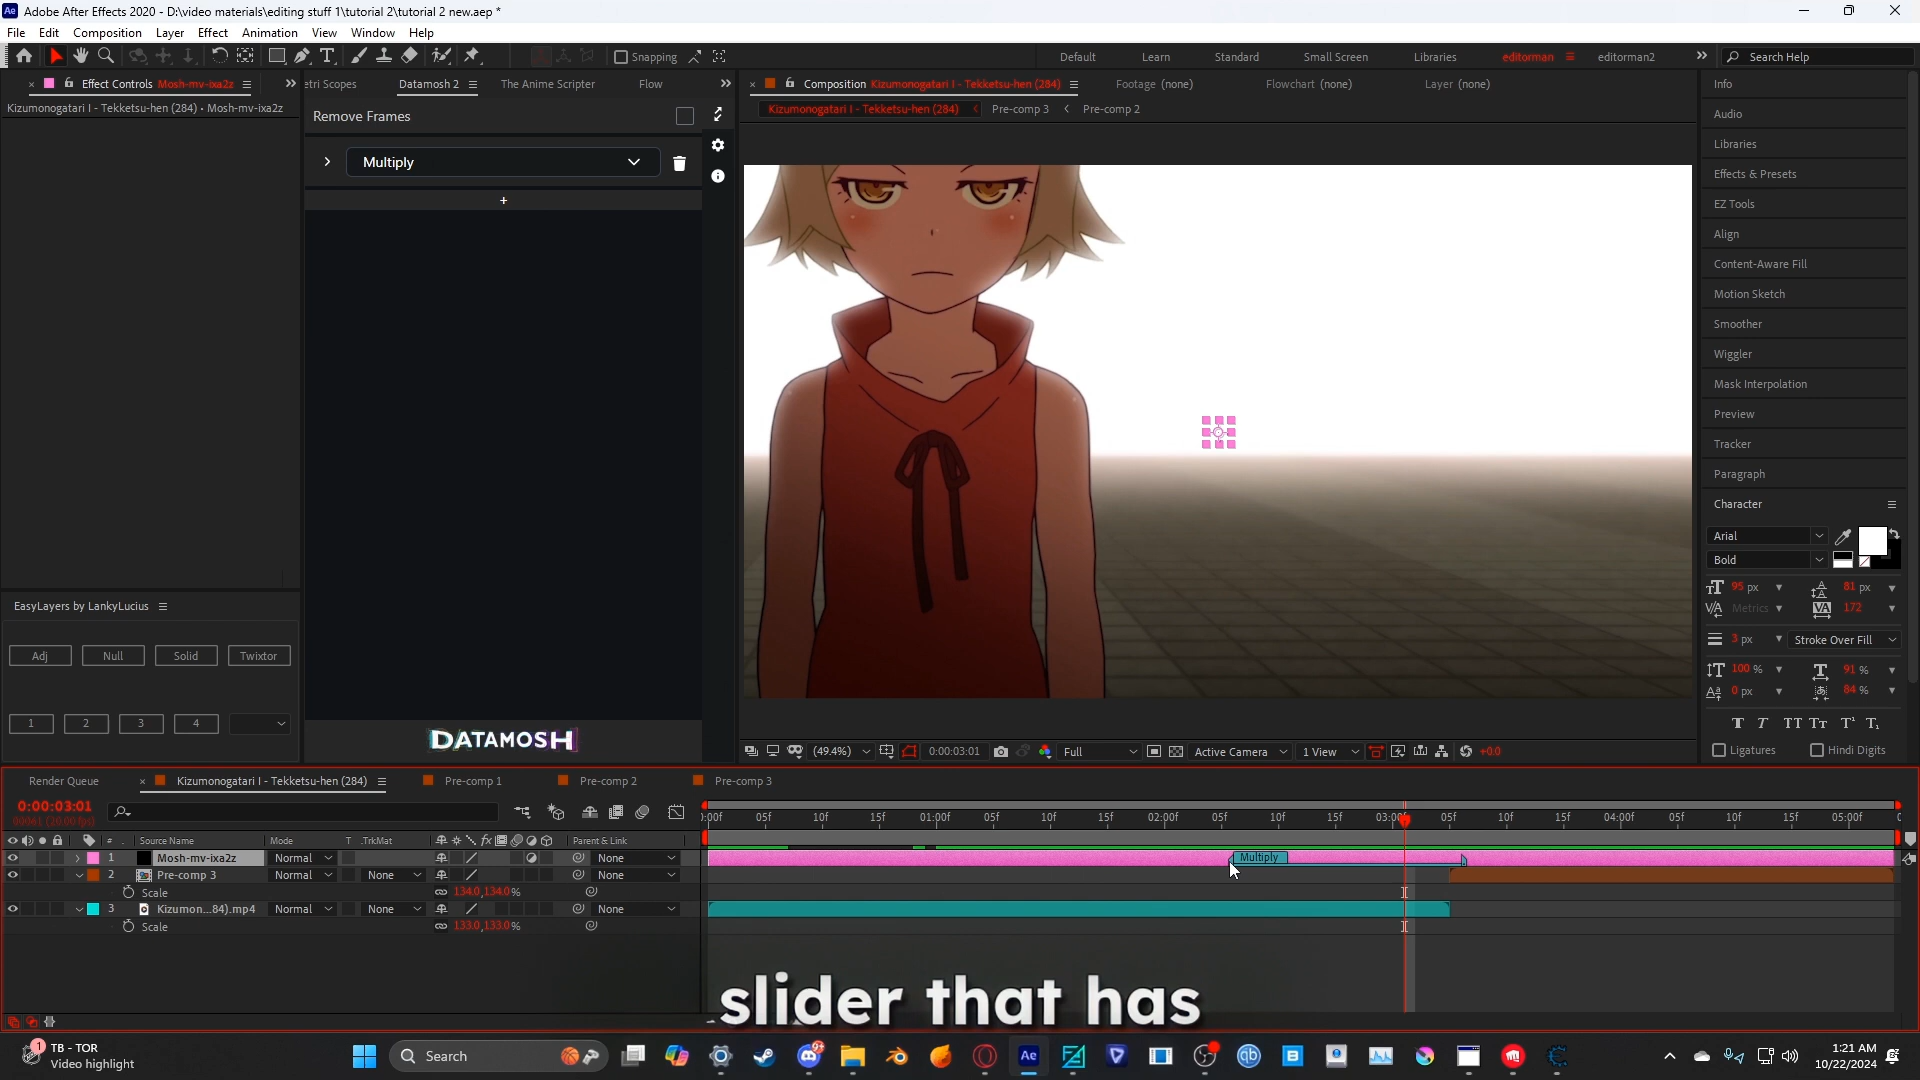 Adobe After Effects 2020 - D:\video materials\editing stuff 1\tutorial 2\tutorial 2 new.aep *
File Edit Composition Layer Effect Animation View Window Help
Snapping
Default Learn Standard Small Screen Libraries editorman editorman2 Search Help
Effect Controls Mosh-mv-ixa2z
etri Scopes Datamosh 2 The Anime Scripter Flow
Composition Kizumonogatari I - Tekketsu-hen (284) Footage (none) Flowchart (none) Layer (none)
Kizumonogatari I - Tekketsu-hen (284) • Mosh-mv-ixa2z
Kizumonogatari I - Tekketsu-hen (284) Pre-comp 3 Pre-comp 2
Remove Frames
Multiply
+
Info
Audio
Libraries
Effects & Presets
EZ Tools
Align
Content-Aware Fill
Motion Sketch
Smoother
Wiggler
Mask Interpolation
Preview
Tracker
Paragraph
Character
Arial
Bold
95 px 81 px
Metrics 172
3 px Stroke Over Fill
100 % 91 %
0 px 84 %
Ligatures Hindi Digits
EasyLayers by LankyLucius
Adj Null Solid Twixtor
1 2 3 4
DATAMOSH
(49.4%) 0:00:03:01 Full Active Camera 1 View +0.0
Render Queue Kizumonogatari I - Tekketsu-hen (284) Pre-comp 1 Pre-comp 2 Pre-comp 3
0:00:03:01
00061 (20.00 fps)
:00f 05f 10f 15f 01:00f 05f 10f 15f 02:00f 05f 10f 15f 03:00f 05f 10f 15f 04:00f 05f 10f 15f 05:00f
# Source Name Mode T .TrkMat Parent & Link
1 Mosh-mv-ixa2z Normal None Multiply
2 Pre-comp 3 Normal None None
Scale 134.0,134.0%
3 Kizumon...84).mp4 Normal None None
Scale 133.0,133.0%
slider that has
1 TB - TOR
Video highlight
Search
9+
1:21 AM
10/22/2024